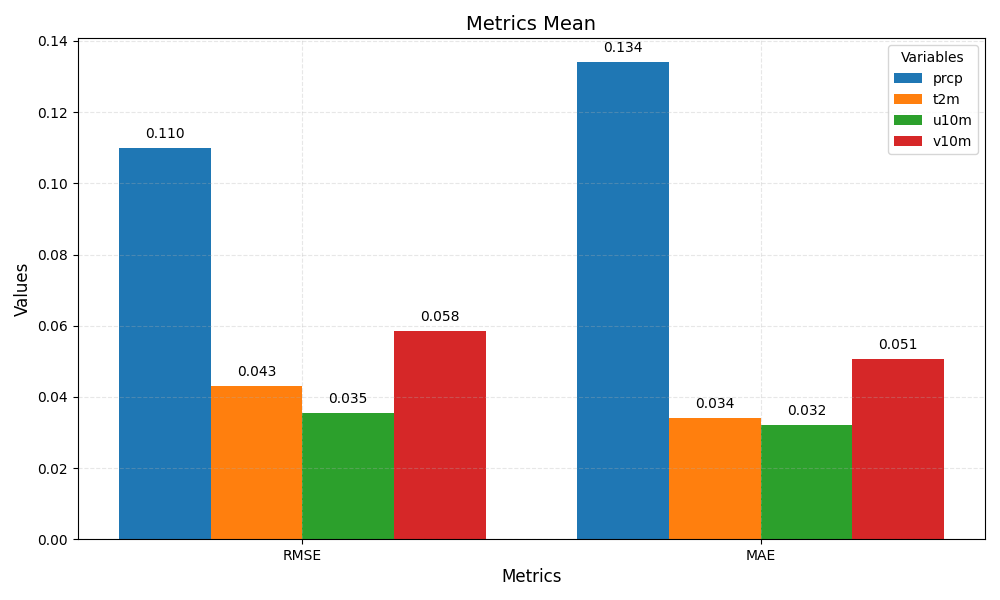 Metrics Mean
0.14
0.12
0.10
0.08
0.06
0.04
0.02
0.00
Values
0.110
0.043
0.035
0.058
0.134
0.034
0.032
0.051
Variables
prcp
t2m
u10m
v10m
RMSE
MAE
Metrics